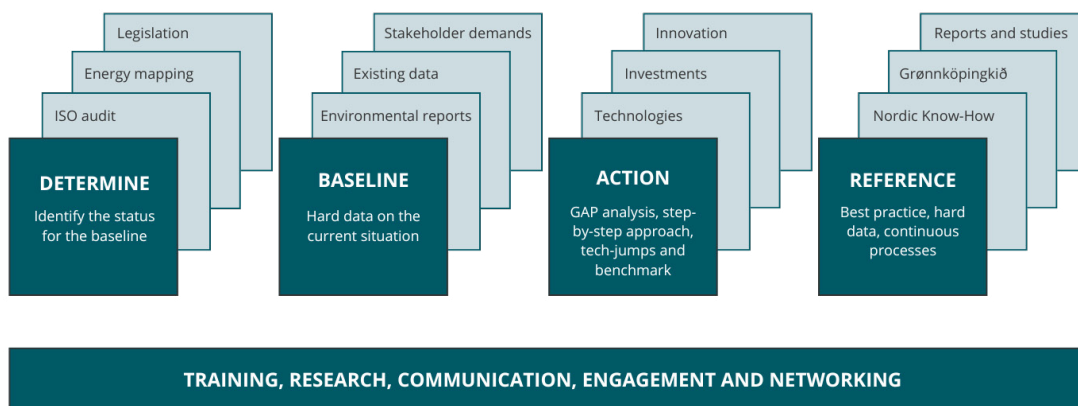 Legislation
Energy mapping
ISO audit
DETERMINE
Identify the status
for the baseline
Stakeholder demands
Existing data
Environmental reports
BASELINE
Hard data on the
current situation
Innovation
Investments
Technologies
ACTION
GAP analysis, step-
by-step approach,
tech-jumps and
benchmark
Reports and studies
Grønnköpingkið
Nordic Know-How
REFERENCE
Best practice, hard
data, continuous
processes
TRAINING, RESEARCH, COMMUNICATION, ENGAGEMENT AND NETWORKING